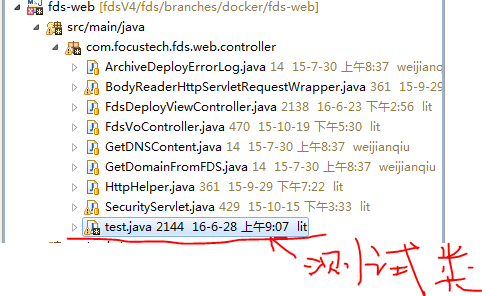 fds-web [fdsV4/fds/branches/docker/fds-web]
src/main/java
com.focustech.fds.web.controller
ArchiveDeployErrorLog.java 14 15-7-30 上午8:37 weijianqiu
BodyReaderHttpServletRequestWrapper.java 361 15-9-29
FdsDeployViewController.java 2138 16-6-23 下午2:56 lit
FdsVoController.java 470 15-10-19 下午5:30 lit
GetDNSContent.java 14 15-7-30 上午8:37 weijianqiu
GetDomainFromFDS.java 14 15-7-30 上午8:37 weijianqiu
HttpHelper.java 361 15-9-29 下午7:22 lit
SecurityServlet.java 429 15-10-15 下午3:33 lit
test.java 2144 16-6-28 上午9:07 lit
测试类